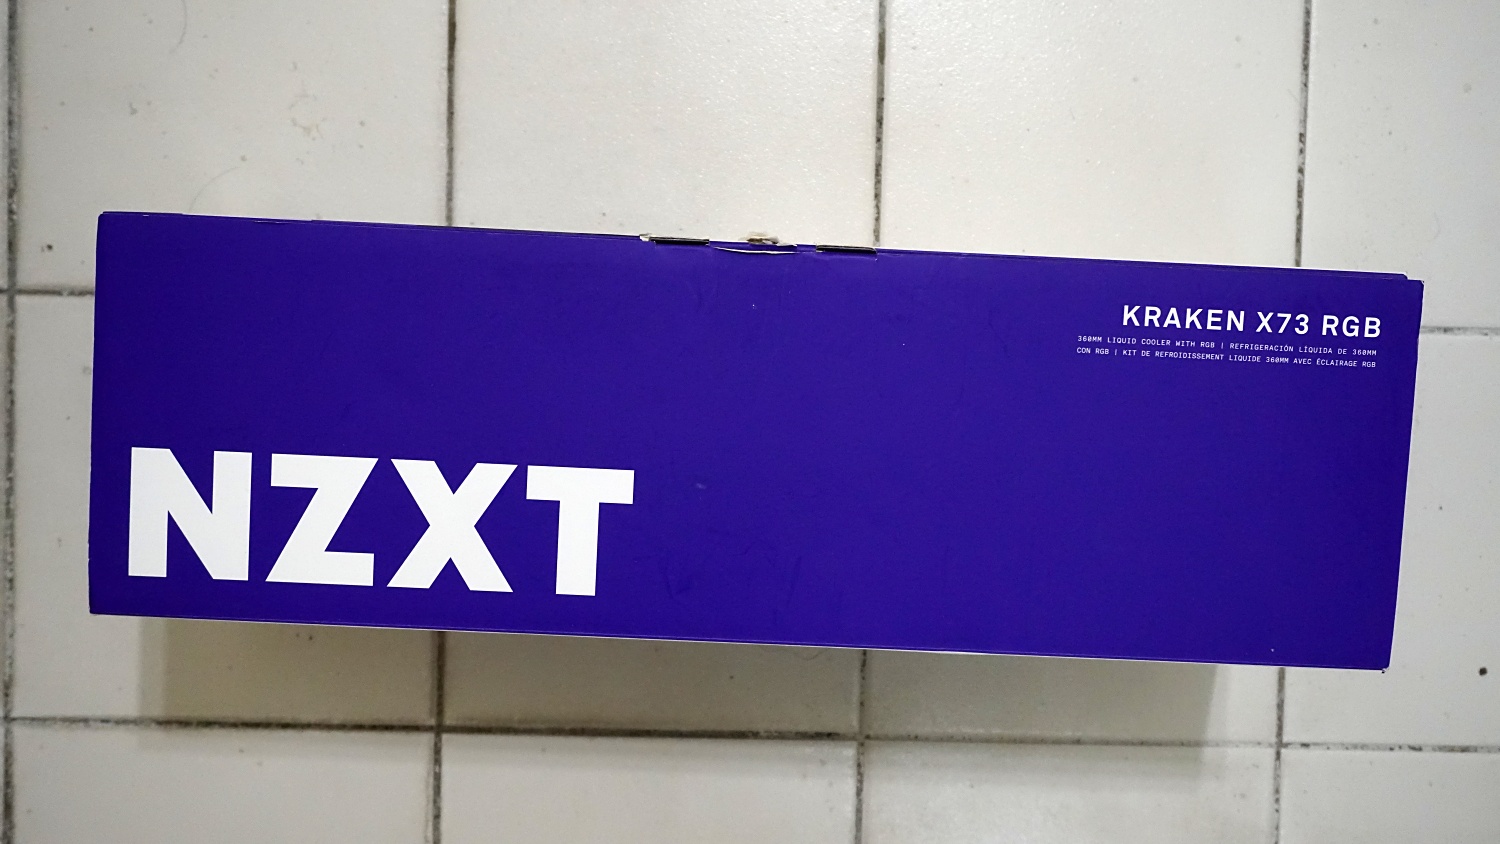 KRAKEN X73 RGB
360MM LIQUID COOLER WITH RGB | REFRIGERACIÓN LÍQUIDA DE 360MM
CON RGB | KIT DE REFROIDISSEMENT LIQUIDE 360MM AVEC ÉCLAIRAGE RGB
NZXT